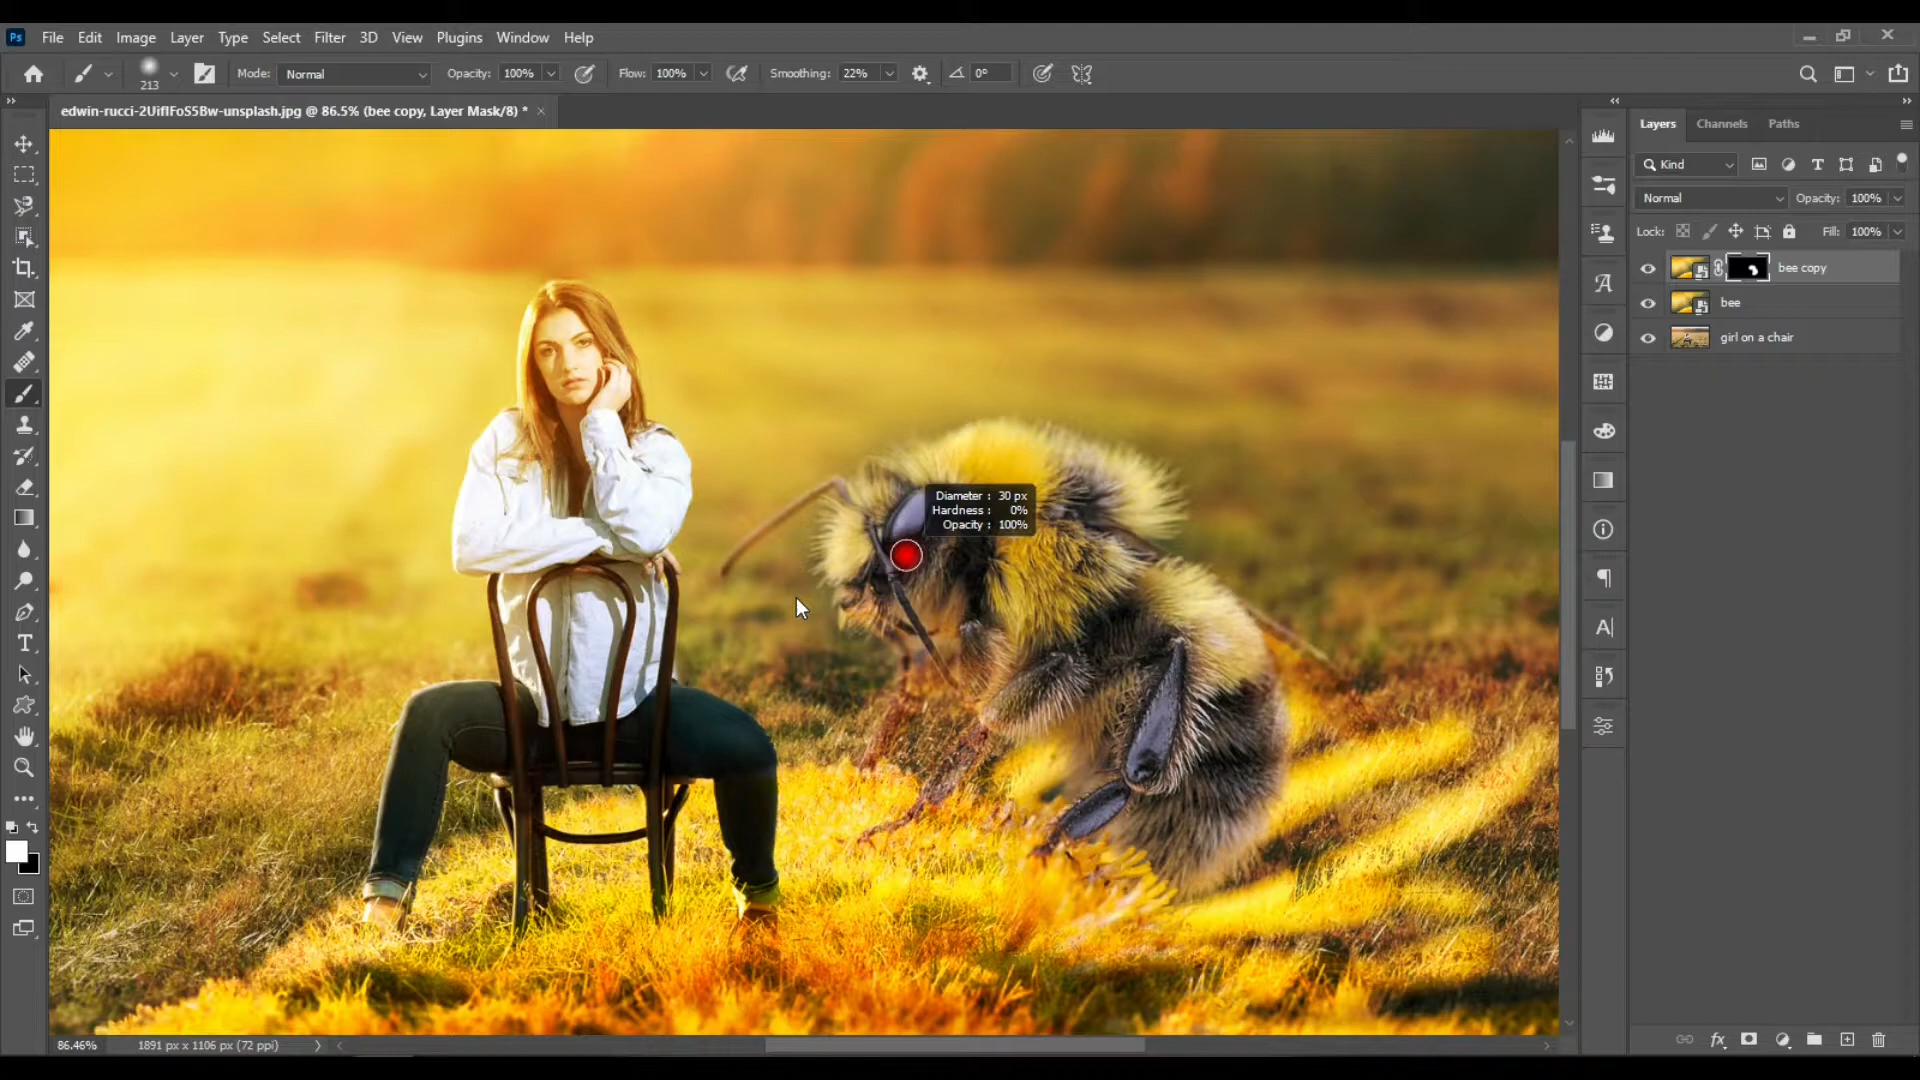 Ps File Edit Image Layer Type Select Filter 3D View Plugins Window Help
213 Mode: Normal Opacity: 100% Flow: 100% Smoothing: 22% 0°
edwin-rucci-2UifIFoS5Bw-unsplash.jpg @ 86.5% (bee copy, Layer Mask/8) *
Layers Channels Paths
Kind
Normal Opacity: 100%
Lock: Fill: 100%
bee copy
bee
girl on a chair
Diameter : 30 px
Hardness : 0%
Opacity : 100%
86.46% 1891 px x 1106 px (72 ppi)